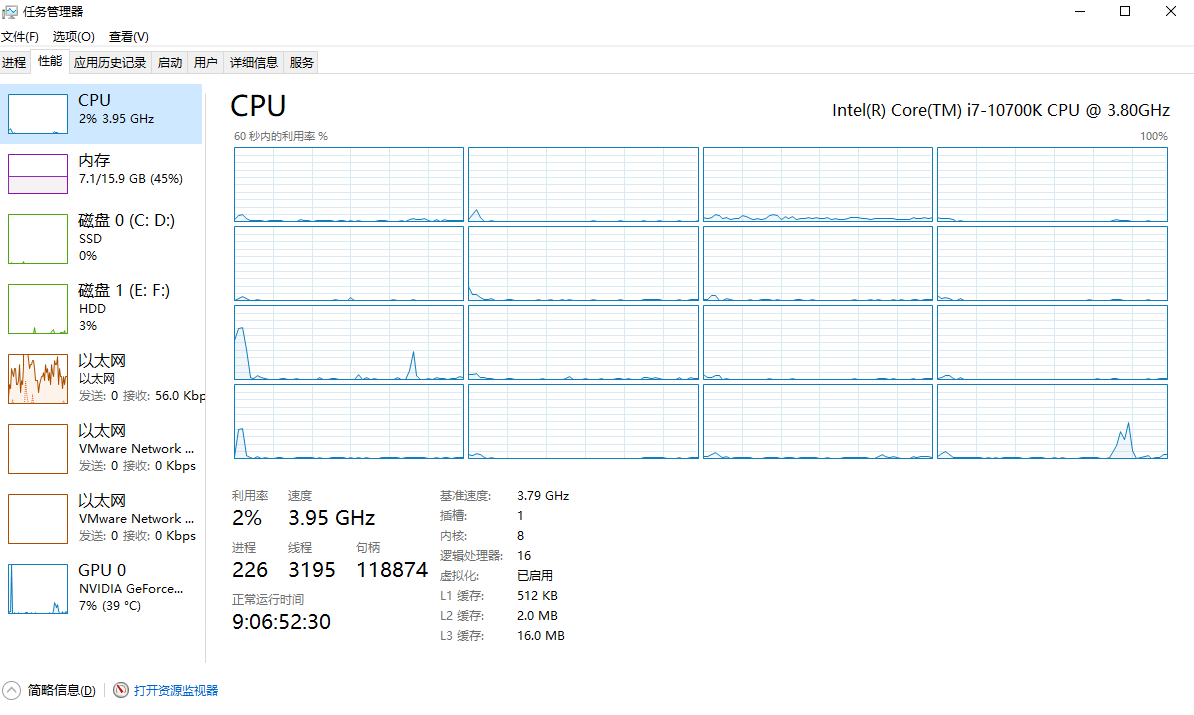 任务管理器
文件(F) 选项(O) 查看(V)
进程 性能 应用历史记录 启动 用户 详细信息 服务
CPU
2% 3.95 GHz
内存
7.1/15.9 GB (45%)
磁盘 0 (C: D:)
SSD
0%
磁盘 1 (E: F:)
HDD
3%
以太网
以太网
发送: 0 接收: 56.0 Kbp
以太网
VMware Network ...
发送: 0 接收: 0 Kbps
以太网
VMware Network ...
发送: 0 接收: 0 Kbps
GPU 0
NVIDIA GeForce...
7% (39 °C)
CPU
Intel(R) Core(TM) i7-10700K CPU @ 3.80GHz
60 秒内的利用率 %
100%
利用率 速度
2% 3.95 GHz
进程 线程 句柄
226 3195 118874
正常运行时间
9:06:52:30
基准速度: 3.79 GHz
插槽: 1
内核: 8
逻辑处理器: 16
虚拟化: 已启用
L1 缓存: 512 KB
L2 缓存: 2.0 MB
L3 缓存: 16.0 MB
简略信息(D) 打开资源监视器